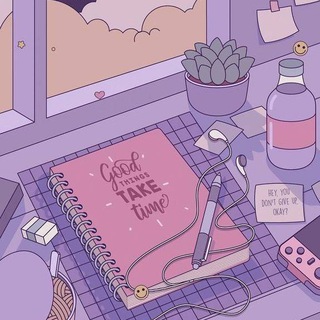 Good
THINGS
TAKE
time
HEY, YOU
DON'T GIVE UP,
OKAY?